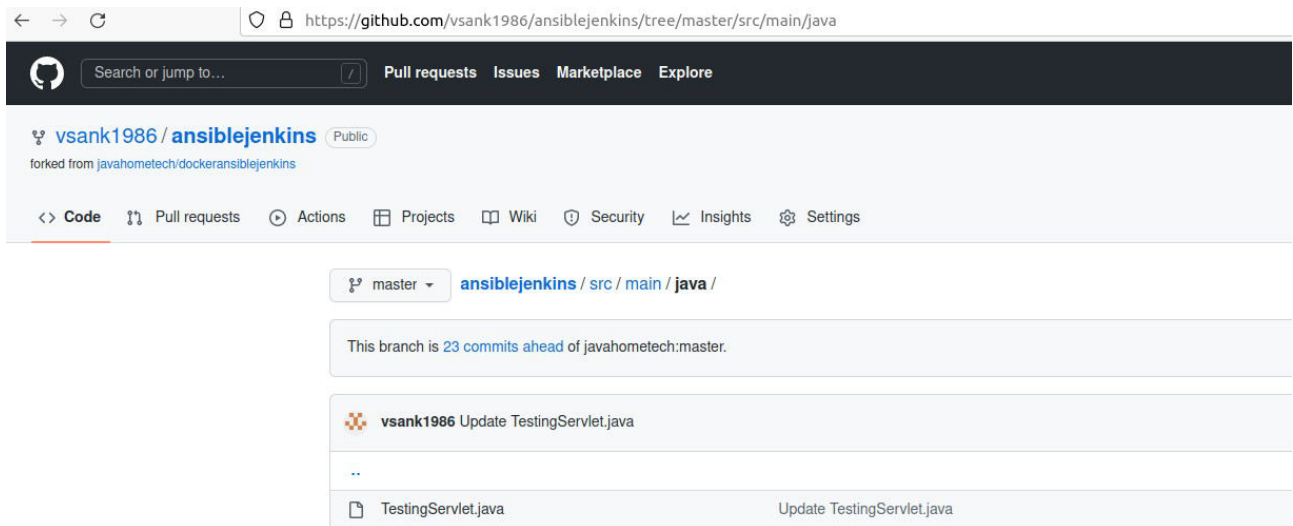 https://github.com/vsank1986/ansiblejenkins/tree/master/src/main/java
Search or jump to... / Pull requests Issues Marketplace Explore
vsank1986 / ansiblejenkins Public
forked from javahometech/dockeransiblejenkins
<> Code Pull requests Actions Projects Wiki Security Insights Settings
master ansiblejenkins / src / main / java /
This branch is 23 commits ahead of javahometech:master.
vsank1986 Update TestingServlet.java
..
TestingServlet.java Update TestingServlet.java